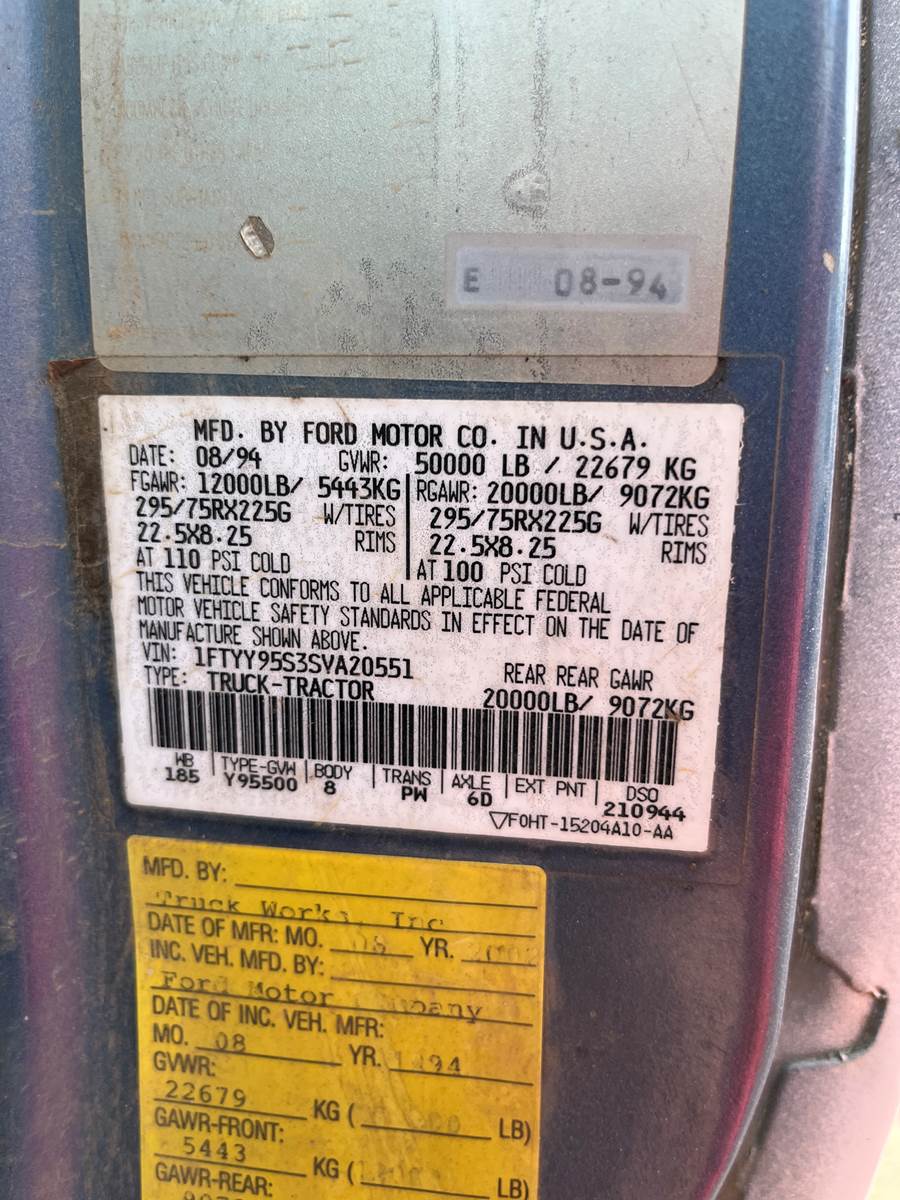 E 08-94
MFD. BY FORD MOTOR CO. IN U.S.A.
DATE: 08/94 GVWR: 50000 LB / 22679 KG
FGAWR: 12000LB/ 5443KG RGAWR: 20000LB/ 9072KG
295/75RX225G W/TIRES 295/75RX225G W/TIRES
22.5X8.25 RIMS 22.5X8.25 RIMS
AT 110 PSI COLD AT 100 PSI COLD
THIS VEHICLE CONFORMS TO ALL APPLICABLE FEDERAL
MOTOR VEHICLE SAFETY STANDARDS IN EFFECT ON THE DATE OF
MANUFACTURE SHOWN ABOVE.
VIN: 1FTYY95S3SVA20551 REAR REAR GAWR
TYPE: TRUCK-TRACTOR 20000LB/ 9072KG
WB TYPE-GVW BODY TRANS AXLE EXT PNT DSO
185 Y95500 8 PW 6D 210944
▽F0HT-15204A10-AA
MFD. BY:
Truck Works, Inc
DATE OF MFR: MO. 08 YR.
INC. VEH. MFD. BY:
Ford Motor
DATE OF INC. VEH. MFR:
MO. 08 YR. 1994
GVWR:
22679 KG ( LB)
GAWR-FRONT:
5443 KG ( LB)
GAWR-REAR: